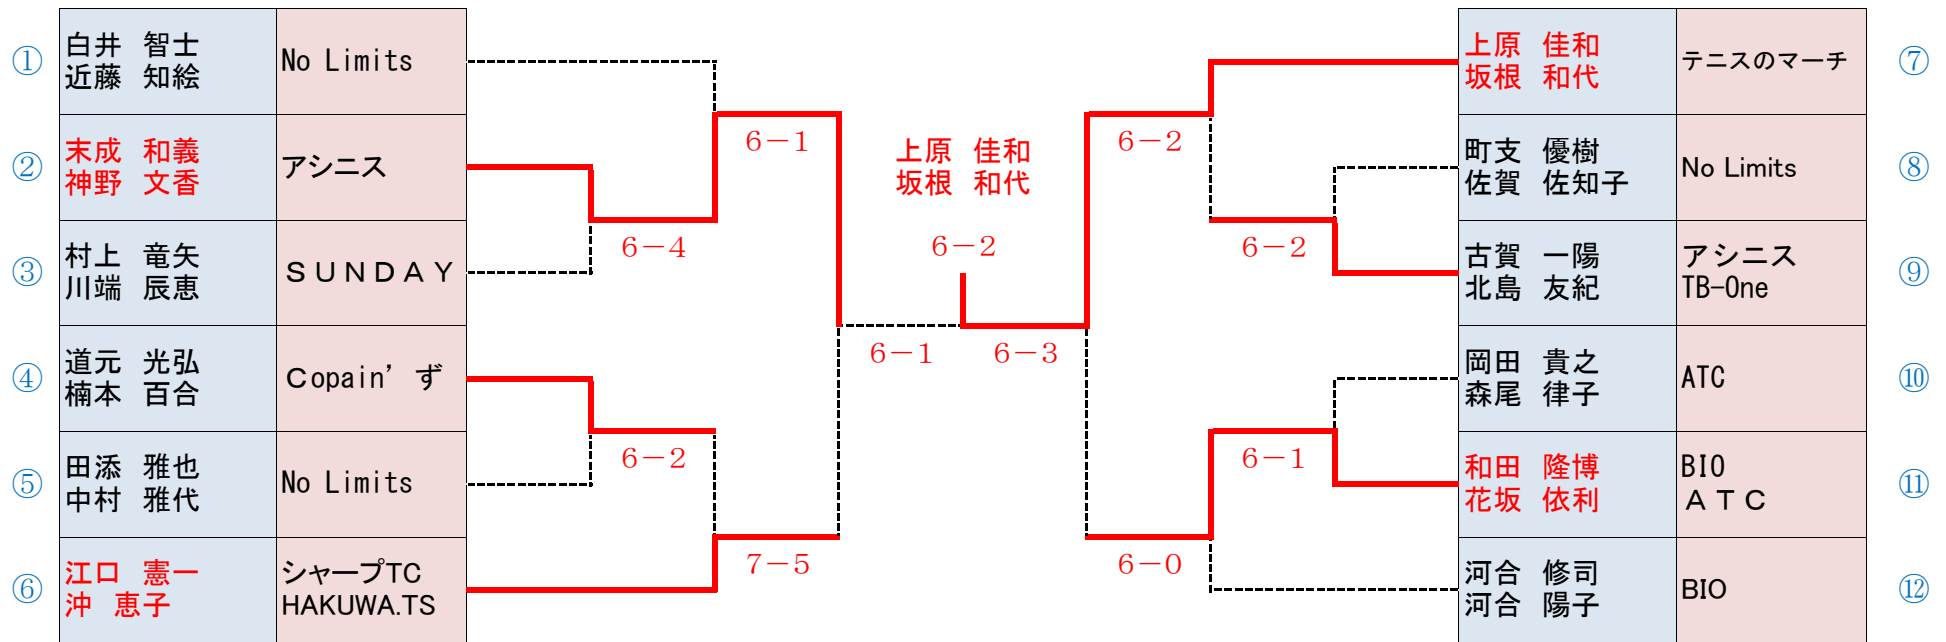 ①
白井　智士
近藤　知絵
No Limits
②
末成　和義
神野　文香
アシニス
③
村上　竜矢
川端　辰恵
ＳＵＮＤＡＹ
④
道元　光弘
楠本　百合
Ｃopain’ず
⑤
田添　雅也
中村　雅代
No Limits
⑥
江口　憲一
沖　恵子
シャープTC
HAKUWA.TS
6－1
6－4
6－2
7－5
上原　佳和
坂根　和代
6－2
6－1
6－3
6－2
6－2
6－1
6－0
上原　佳和
坂根　和代
テニスのマーチ
⑦
町支　優樹
佐賀　佐知子
No Limits
⑧
古賀　一陽
北島　友紀
アシニス
TB-One
⑨
岡田　貴之
森尾　律子
ATC
⑩
和田　隆博
花坂　依利
BIO
ＡＴＣ
⑪
河合　修司
河合　陽子
BIO
⑫